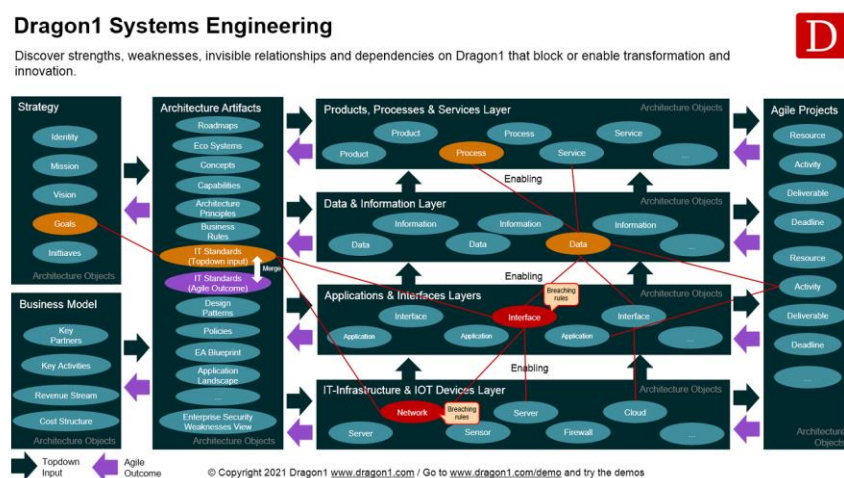 Dragon1 Systems Engineering
D
Discover strengths, weaknesses, invisible relationships and dependencies on Dragon1 that block or enable transformation and
innovation.
Strategy
Identity
Mission
Vision
Goals
Initiaves
Architecture Objects
Business Model
Key
Partners
Key Activities
Revenue Stream
Cost Structure
Architecture Objects
Architecture Artifacts
Roadmaps
Eco Systems
Concepts
Capabilities
Architecture
Principles
Business
Rules
IT Standards
(Topdown input)
Merge
IT Standards
(Agile Outcome)
Design
Patterns
Policies
EA Blueprint
Application
Landscape
...
Enterprise Security
Weaknesses View
Architecture Objects
Products, Processes & Services Layer
Architecture Objects
Product
Process
Service
Product
Process
Service
...
Enabling
Data & Information Layer
Architecture Objects
Information
Information
Information
Data
Data
Data
...
Enabling
Applications & Interfaces Layers
Architecture Objects
Breaching
rules
Interface
Interface
Interface
Application
Application
Application
...
Enabling
IT-Infrastructure & IOT Devices Layer
Architecture Objects
Network
Breaching
rules
Server
Cloud
Server
Sensor
Firewall
...
Agile Projects
Resource
Activity
Deliverable
Deadline
Resource
Activity
Deliverable
Deadline
...
Architecture
Objects
Topdown
Input
Agile
Outcome
© Copyright 2021 Dragon1 www.dragon1.com / Go to www.dragon1.com/demo and try the demos